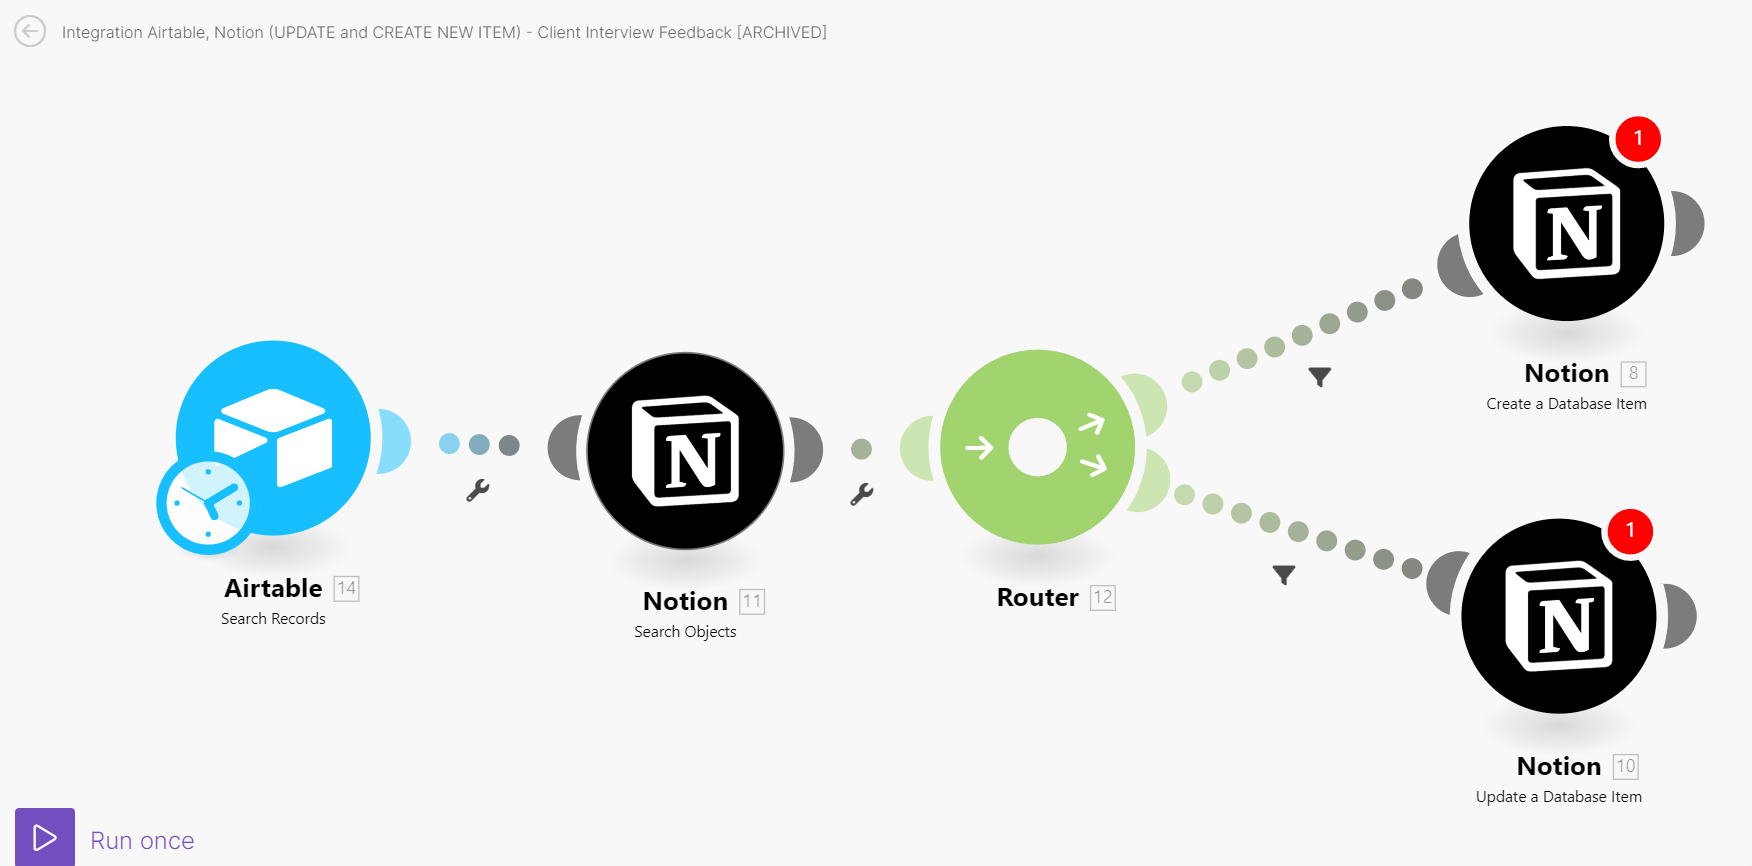 Integration Airtable, Notion (UPDATE and CREATE NEW ITEM) - Client Interview Feedback [ARCHIVED]
1
N
Notion 8
Create a Database Item
Airtable 14
Search Records
N
Notion 11
Search Objects
Router 12
1
N
Notion 10
Update a Database Item
Run once